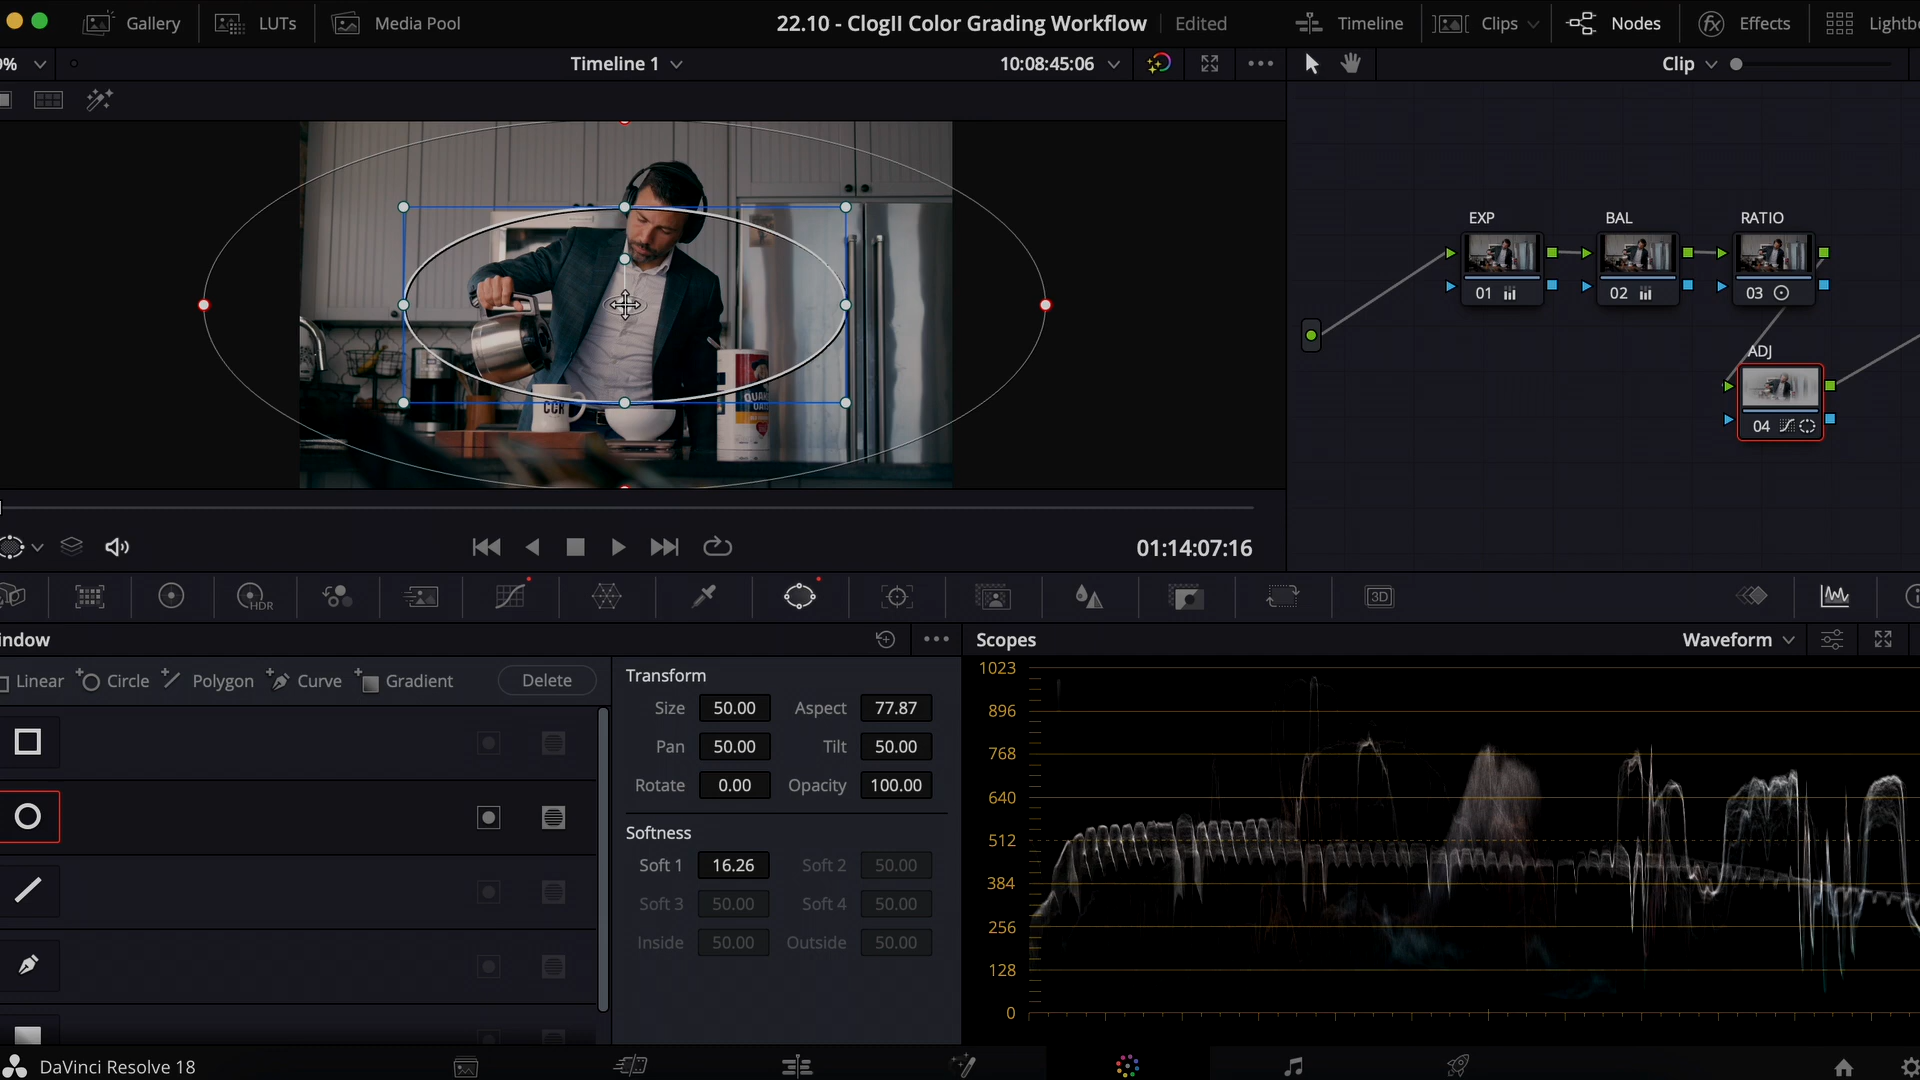 Gallery LUTs Media Pool 22.10 - ClogII Color Grading Workflow Edited Timeline Clips Nodes Effects Lightb
9% Timeline 1 10:08:45:06 Clip
EXP BAL RATIO
01 02 03
ADJ
04
CCK
QUAK
OA
01:14:07:16
HDR 3D
indow Scopes Waveform
Linear Circle Polygon Curve Gradient Delete
Transform
Size 50.00 Aspect 77.87
Pan 50.00 Tilt 50.00
Rotate 0.00 Opacity 100.00
Softness
Soft 1 16.26 Soft 2 50.00
Soft 3 50.00 Soft 4 50.00
Inside 50.00 Outside 50.00
1023
896
768
640
512
384
256
128
0
DaVinci Resolve 18